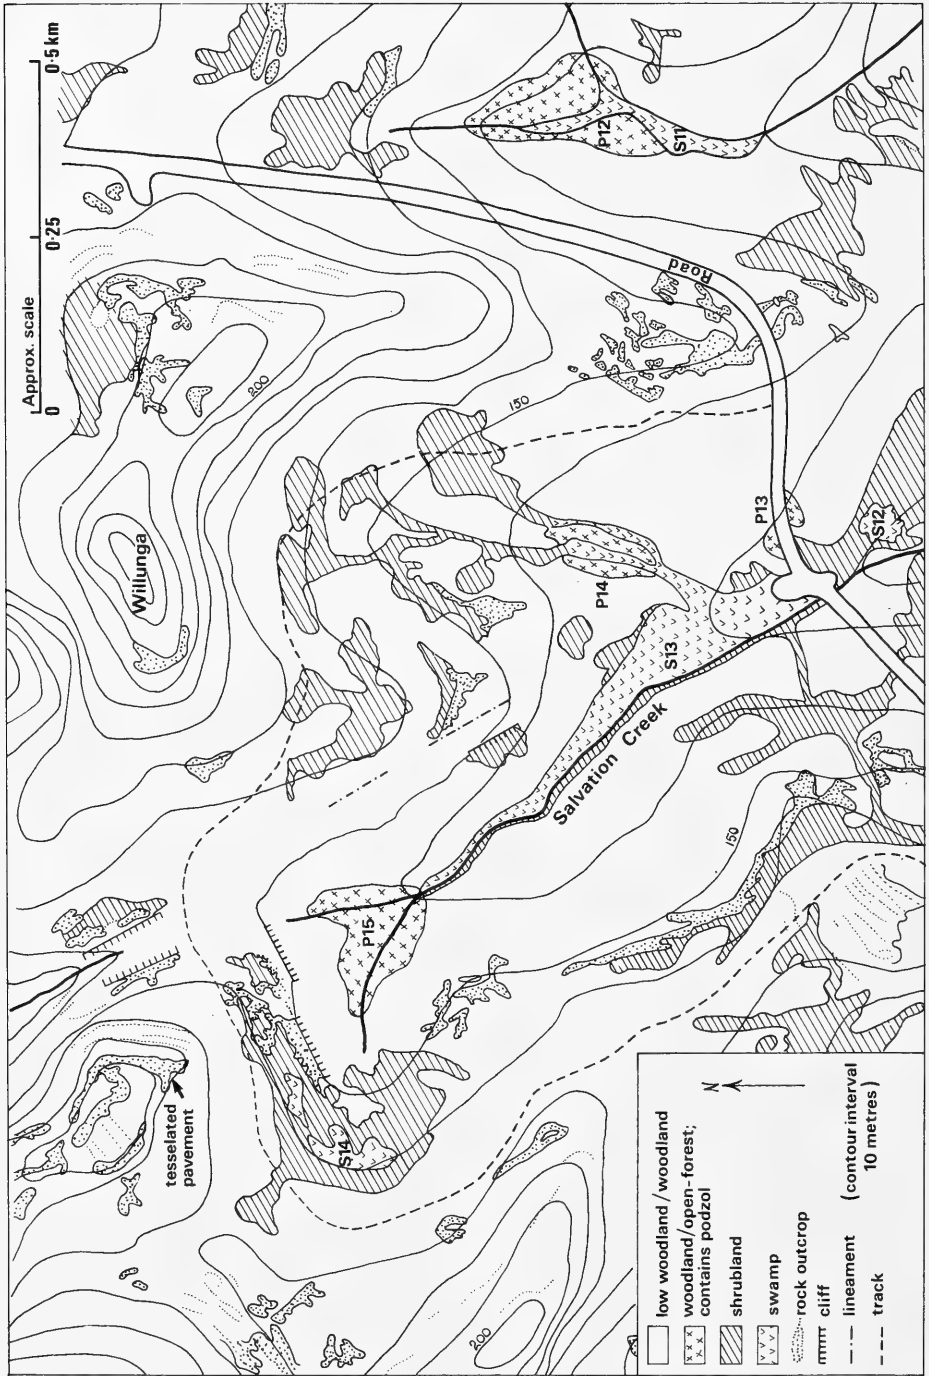 Approx. scale
0
0·25
0·5 km
Willunga
200
150
Road
P12
S11
P13
S12
P14
S13
Salvation Creek
P15
150
tesselated
pavement
S14
200
low woodland/woodland
woodland/open-forest;
contains podzol
shrubland
swamp
rock outcrop
cliff
lineament
track
N
(contour interval
10 metres)